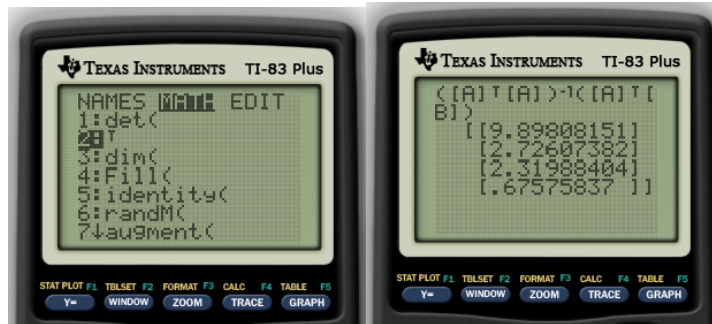 TEXAS INSTRUMENTS TI-83 Plus
NAMES MATH EDIT
1:det(
2:ᵀ
3:dim(
4:Fill(
5:identity(
6:randM(
7↓augment(
STAT PLOT F1 TBLSET F2 FORMAT F3 CALC F4 TABLE F5
Y= WINDOW ZOOM TRACE GRAPH
TEXAS INSTRUMENTS TI-83 Plus
([A]ᵀ[A])⁻¹([A]ᵀ[
B])
[[9.89808151]
[2.72607382]
[2.31988404]
[.67575837 ]]
STAT PLOT F1 TBLSET F2 FORMAT F3 CALC F4 TABLE F5
Y= WINDOW ZOOM TRACE GRAPH